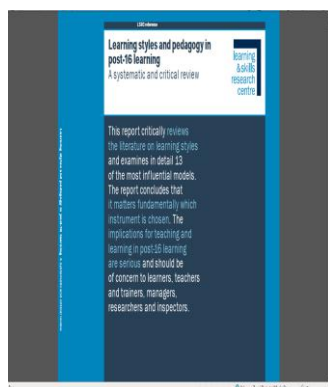 LSRC reference
Learning styles and pedagogy in
post-16 learning
A systematic and critical review
learning
&skills
research
centre
This report critically reviews
the literature on learning styles
and examines in detail 13
of the most influential models.
The report concludes that
it matters fundamentally which
instrument is chosen. The
implications for teaching and
learning in post-16 learning
are serious and should be
of concern to learners, teachers
and trainers, managers,
researchers and inspectors.